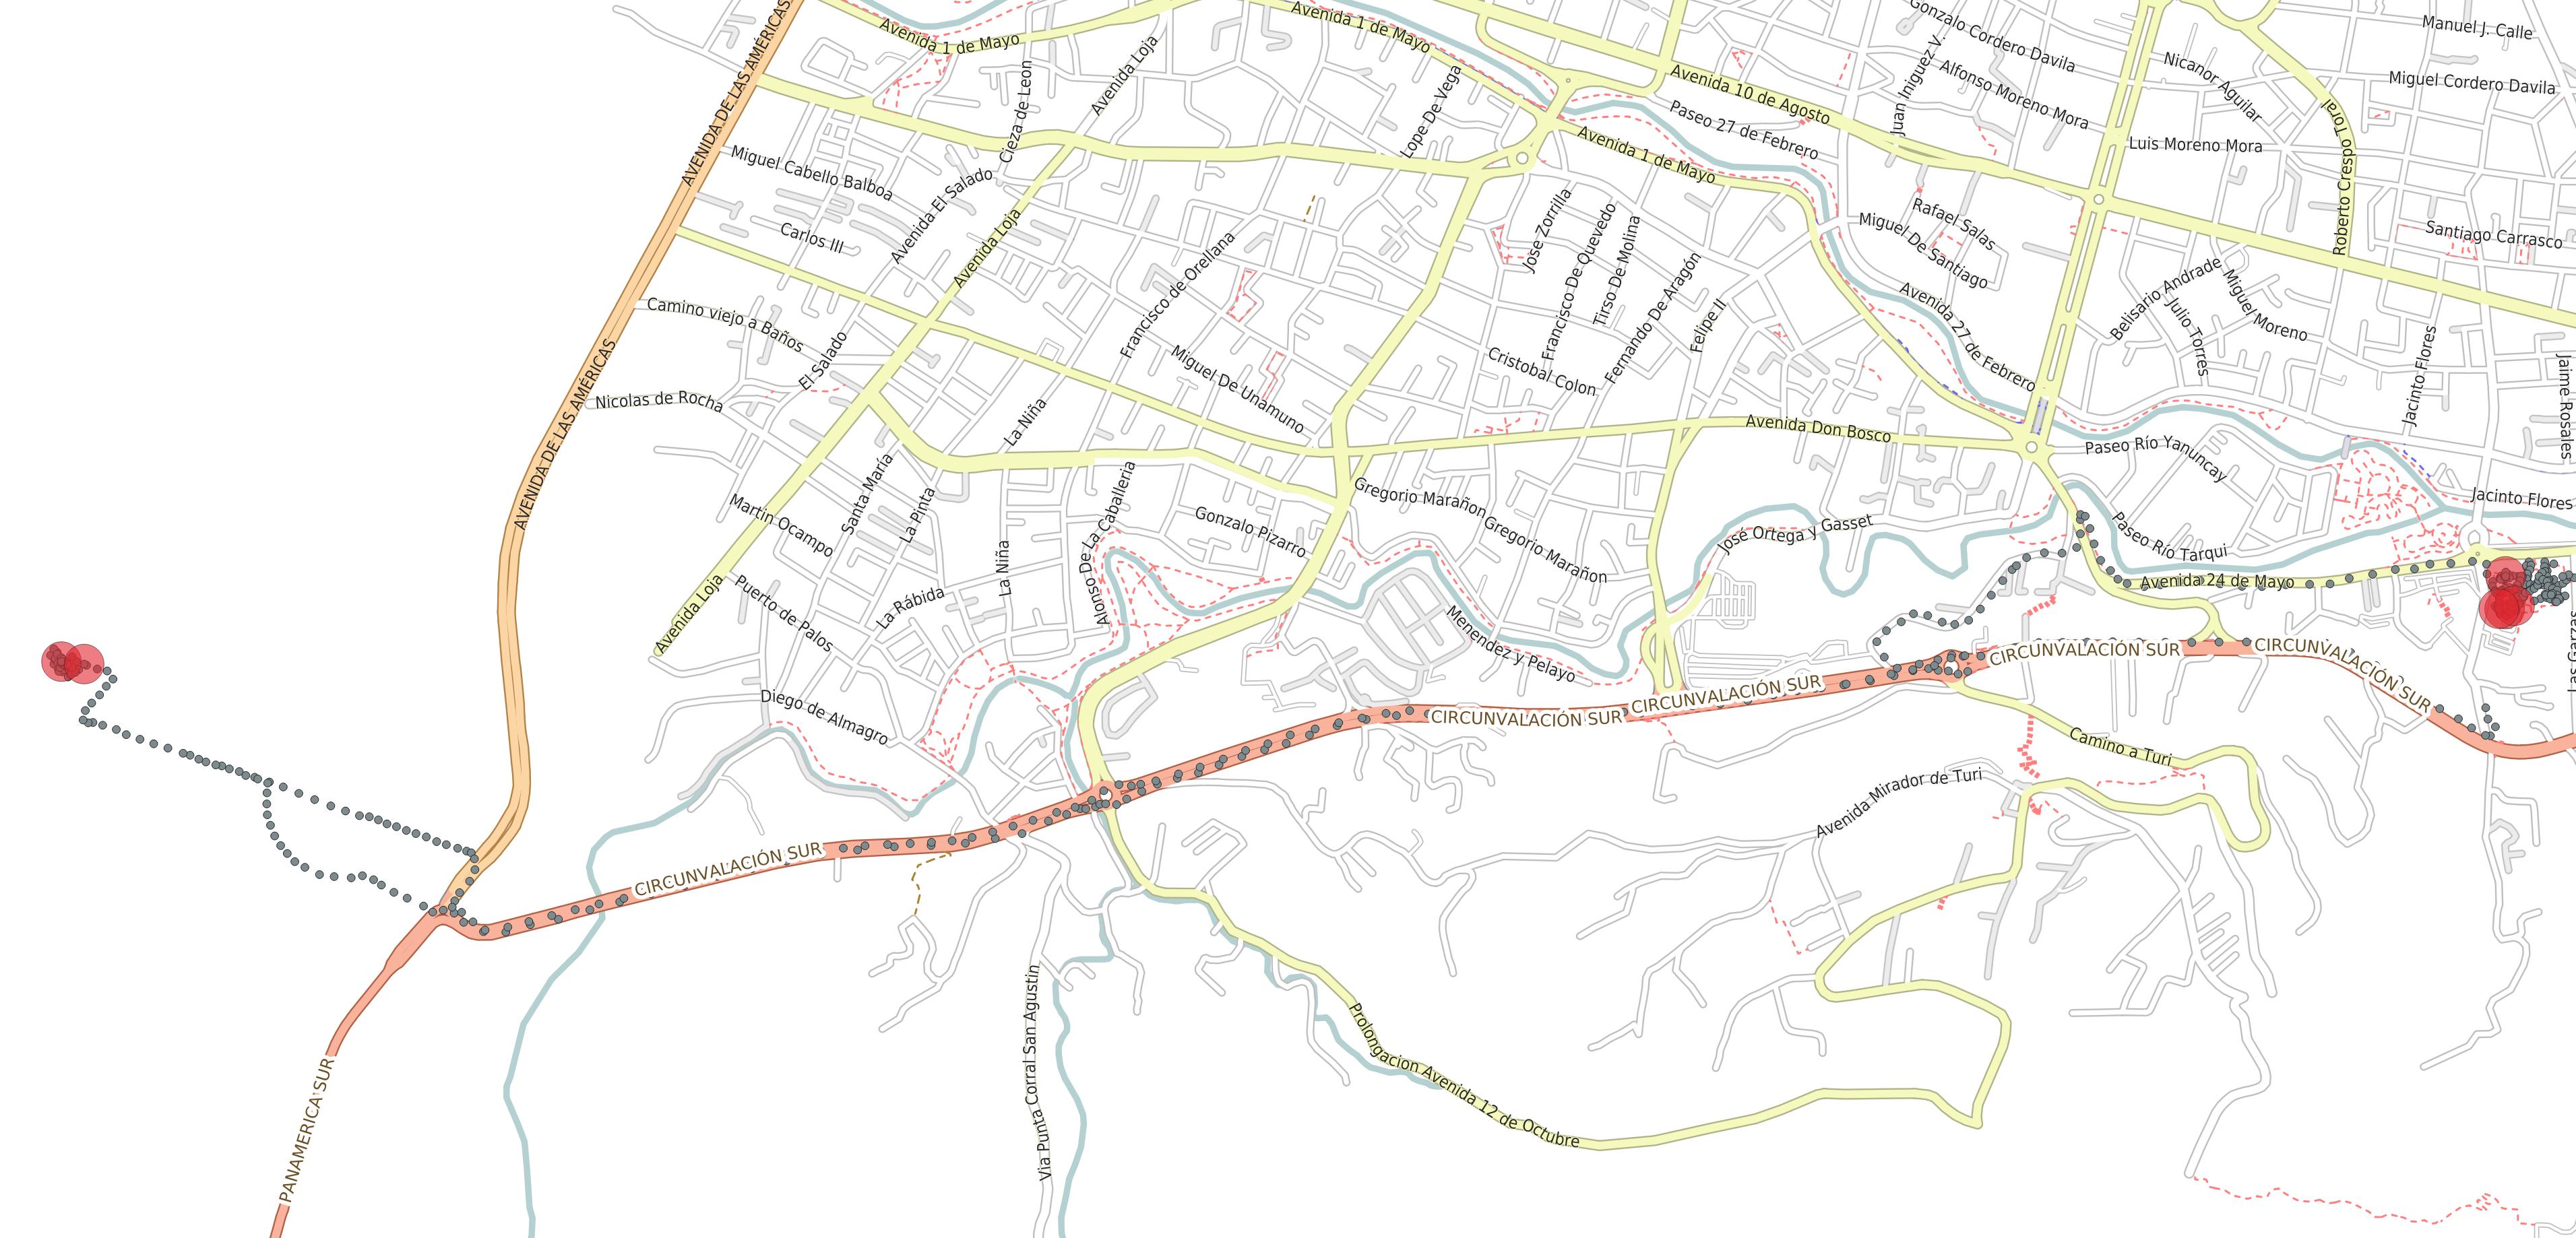 AVENIDA DE LAS AMÉRICAS
Avenida 1 de Mayo
Avenida Loja
Avenida 1 de Mayo
Gonzalo Cordero Davila
Manuel J. Calle
Cieza de Leon
Lope De Vega
Avenida 10 de Agosto
Juan Iniguez V.
Alfonso Moreno Mora
Nicanor Aguilar
Miguel Cordero Davila
Paseo 27 de Febrero
Roberto Crespo Toral
Luis Moreno Mora
Miguel Cabello Balboa
Avenida 1 de Mayo
Avenida El Salado
Carlos III
Avenida Loja
Jose Zorrilla
Francisco De Quevedo
Tirso De Molina
Miguel De Santiago
Rafael Salas
Santiago Carrasco
Francisco de Orellana
Fernando De Aragón
Felipe II
Avenida 27 de Febrero
Belisario Andrade
Miguel Moreno
Julio Torres
Camino viejo a Baños
El Salado
Jacinto Flores
Jaime Rosales
AVENIDA DE LAS AMÉRICAS
Miguel De Unamuno
Cristobal Colon
Nicolas de Rocha
La Niña
Avenida Don Bosco
Paseo Río Yanuncay
Santa María
La Pinta
Alonso De La Caballeria
Gregorio Marañon
Gregorio Marañon
Jacinto Flores
Martin Ocampo
Gonzalo Pizarro
José Ortega y Gasset
Paseo Río Tarqui
La Niña
Avenida 24 de Mayo
Avenida Loja
Puerto de Palos
La Rábida
Menendez y Pelayo
CIRCUNVALACIÓN SUR
CIRCUNVALACIÓN SUR
Diego de Almagro
CIRCUNVALACIÓN SUR
CIRCUNVALACIÓN SUR
Camino a Turi
Avenida Mirador de Turi
CIRCUNVALACIÓN SUR
Via Punta Corral San Agustin
Prolongacion Avenida 12 de Octubre
PANAMERICA SUR